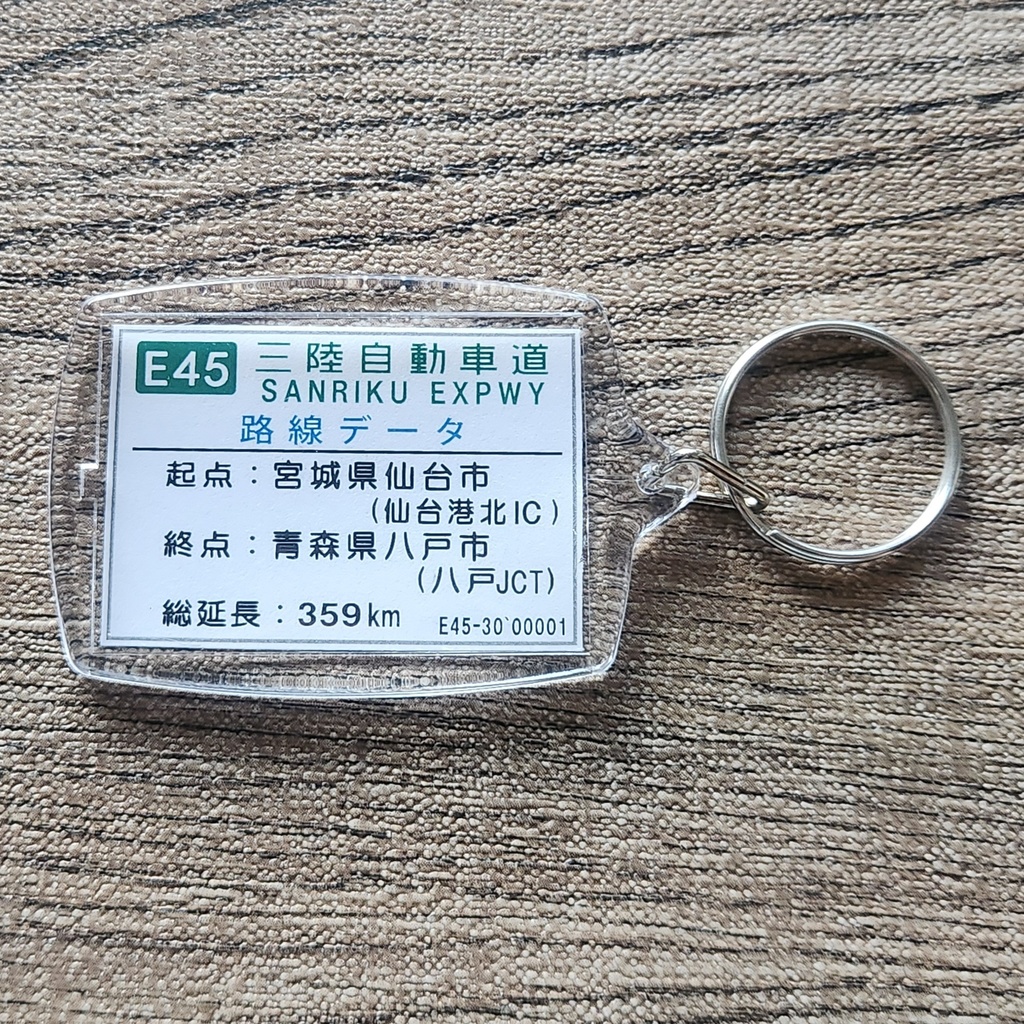 E45 三陸自動車道
SANRIKU EXPWY
路線データ
起点：宮城県仙台市
（仙台港北IC）
終点：青森県八戸市
（八戸JCT）
総延長：359km
E45-30`00001